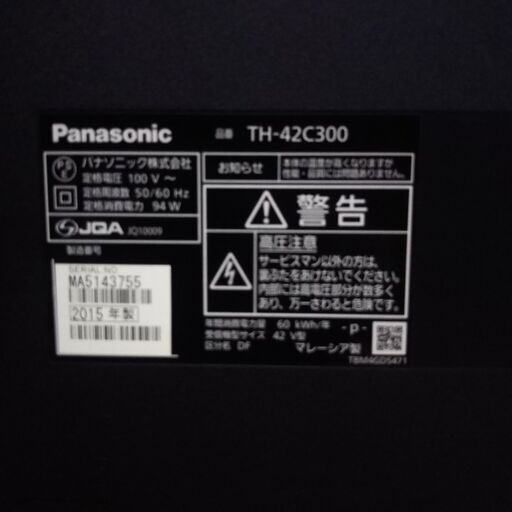 Panasonic
品番 TH-42C300
パナソニック株式会社
定格電圧 100 V ～
定格周波数 50/60 Hz
定格消費電力 94 W
JQA JQ10009
製造番号
SERIAL NO.
MA5143755
2015 年製
お知らせ
本体の温度が高くなりますが
性能・品質には問題ありません
警告
高圧注意
サービスマン以外の方は、
裏ぶたをあけないでください。
内部には高電圧部分が数多く
あり、万一さわると危険です。
年間消費電力量 60 kWh/年
受信機型サイズ 42 V型
区分名 DF
-P-
マレーシア製
TBM4GD5471